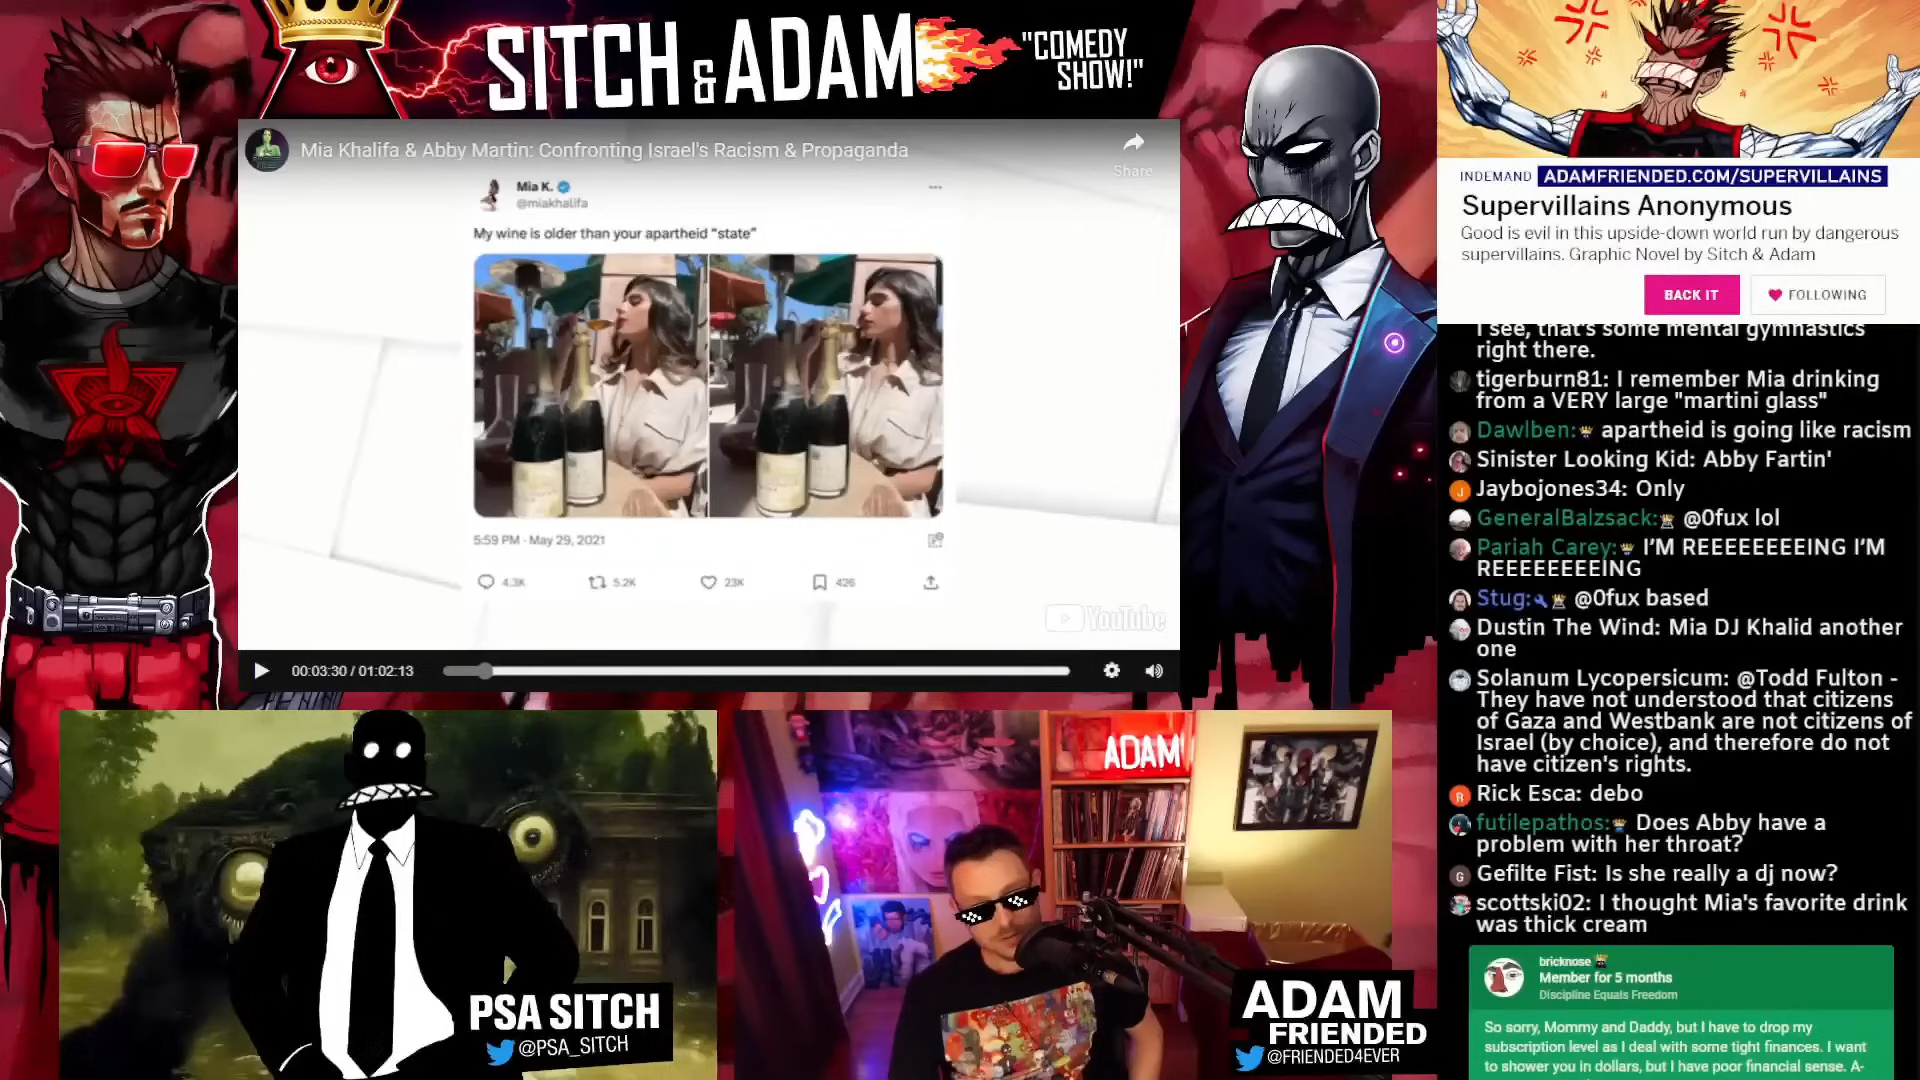 SITCH & ADAM
"COMEDY
SHOW!"
Mia Khalifa & Abby Martin: Confronting Israel's Racism & Propaganda
Share
Mia K.
@miakhalifa
My wine is older than your apartheid "state"
5:59 PM - May 29, 2021
4.3K
5.2K
23K
426
YouTube
00:03:30 / 01:02:13
PSA SITCH
@PSA_SITCH
ADAM
ADAM
FRIENDED
@FRIENDED4EVER
INDEMAND ADAMFRIENDED.COM/SUPERVILLAINS
Supervillains Anonymous
Good is evil in this upside-down world run by dangerous
supervillains. Graphic Novel by Sitch & Adam
BACK IT
FOLLOWING
I see, that's some mental gymnastics
right there.
tigerburn81: I remember Mia drinking
from a VERY large "martini glass"
Dawlben: apartheid is going like racism
Sinister Looking Kid: Abby Fartin'
J
Jaybojones34: Only
GeneralBalzsack: @0fux lol
Pariah Carey: I'M REEEEEEEEING I'M
REEEEEEEEING
Stug: @0fux based
Dustin The Wind: Mia DJ Khalid another
one
Solanum Lycopersicum: @Todd Fulton -
They have not understood that citizens
of Gaza and Westbank are not citizens of
Israel (by choice), and therefore do not
have citizen's rights.
R
Rick Esca: debo
futilepathos: Does Abby have a
problem with her throat?
G
Gefilte Fist: Is she really a dj now?
scottski02: I thought Mia's favorite drink
was thick cream
bricknose
Member for 5 months
Discipline Equals Freedom
So sorry, Mommy and Daddy, but I have to drop my
subscription level as I deal with some tight finances. I want
to shower you in dollars, but I have poor financial sense. A-